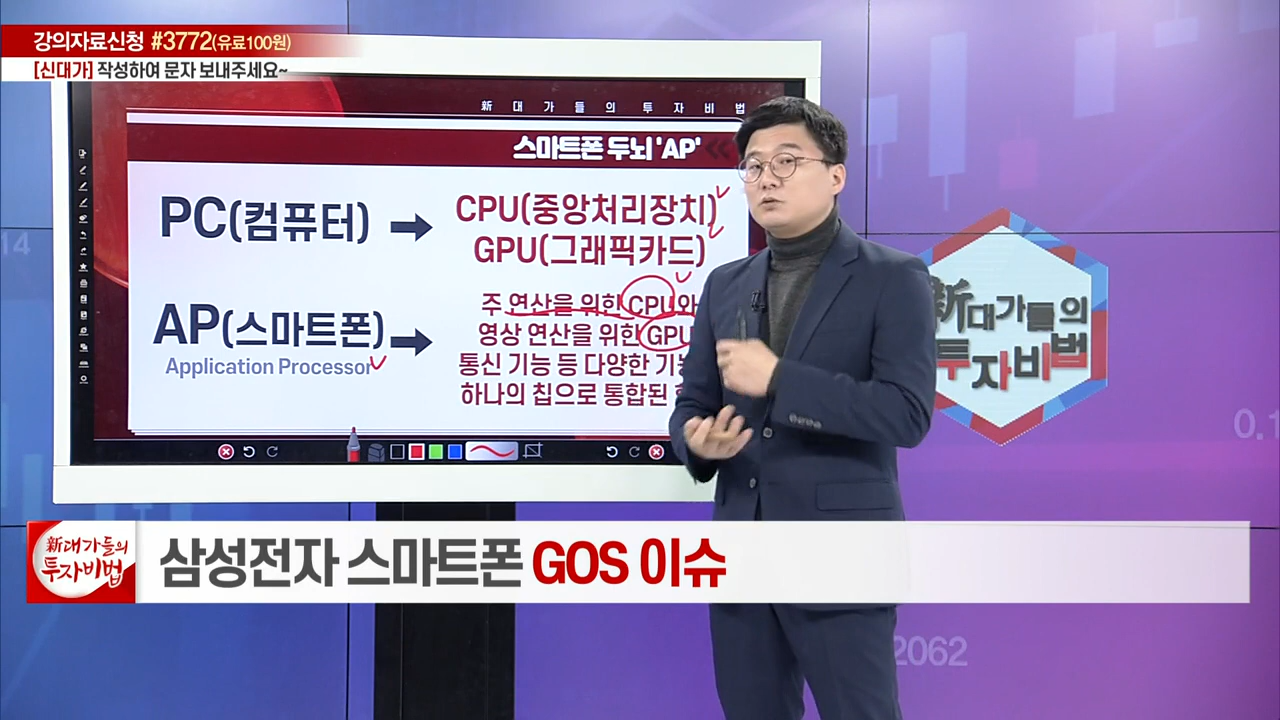 강의자료신청 #3772(유료100원)
[신대가] 작성하여 문자 보내주세요~
新 대 가 들 의 투 자 비 법
스마트폰 두뇌 'AP'
PC(컴퓨터)
CPU(중앙처리장치)
GPU(그래픽카드)
AP(스마트폰)
Application Processor
주 연산을 위한 CPU와
영상 연산을 위한 GPU
통신 기능 등 다양한
하나의 칩으로 통합된
新대가들의
투자비법
14
0.1
新대가들의
투자비법
삼성전자 스마트폰 GOS 이슈
2062